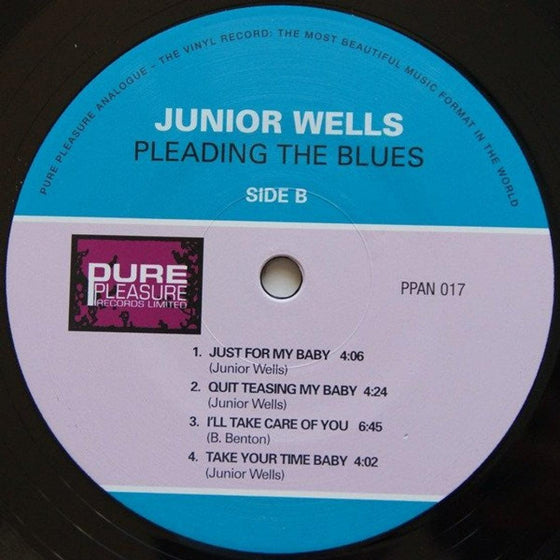 PURE PLEASURE ANALOGUE - THE VINYL RECORD: THE MOST BEAUTIFUL MUSIC FORMAT IN THE WORLD
JUNIOR WELLS
PLEADING THE BLUES
SIDE B
PURE
PLEASURE
RECORDS LIMITED
PPAN 017
1. JUST FOR MY BABY 4:06
(Junior Wells)
2. QUIT TEASING MY BABY 4:24
(Junior Wells)
3. I'LL TAKE CARE OF YOU 6:45
(B. Benton)
4. TAKE YOUR TIME BABY 4:02
(Junior Wells)